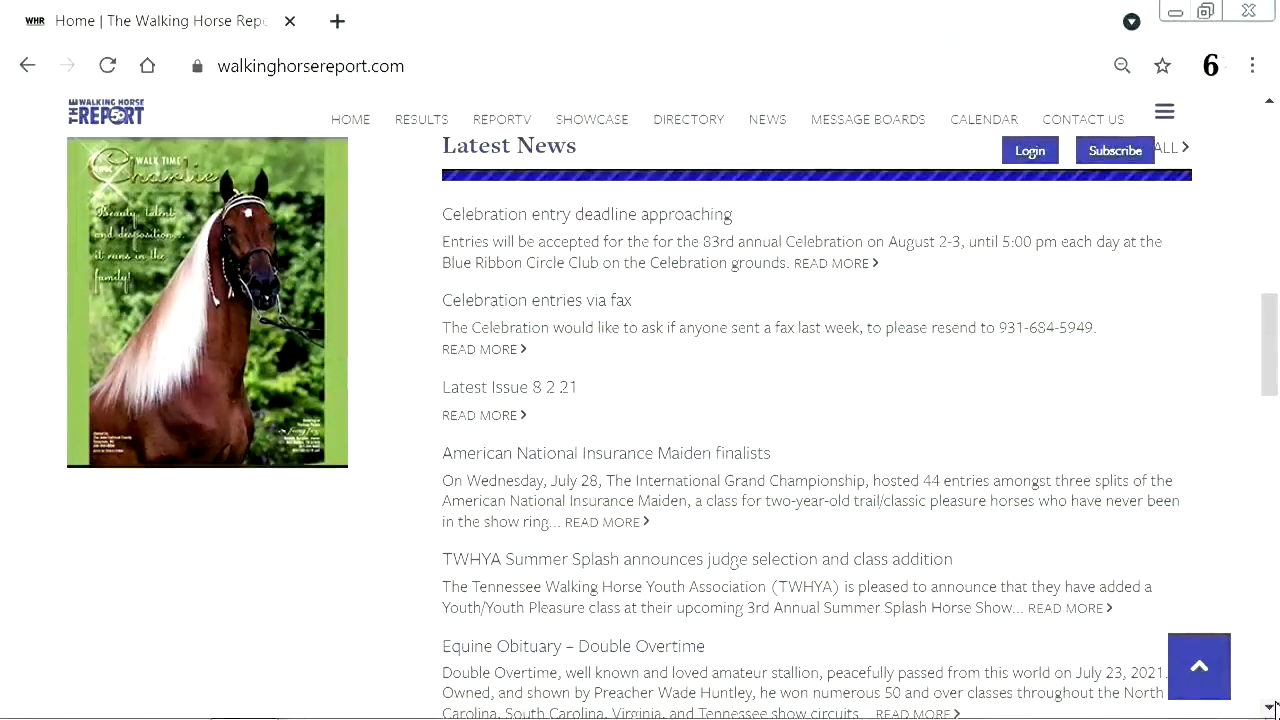 WHR Home | The Walking Horse Repo
walkinghorsereport.com
6
THE WALKING HORSE
REPORT 50
HOME RESULTS REPORTV SHOWCASE DIRECTORY NEWS MESSAGE BOARDS CALENDAR CONTACT US
Latest News
Login Subscribe ALL
WALK TIME
Charlie
Beauty, talent
and disposition...
it runs in the
family!
Celebration entry deadline approaching
Entries will be accepted for the for the 83rd annual Celebration on August 2-3, until 5:00 pm each day at the
Blue Ribbon Circle Club on the Celebration grounds. READ MORE
Celebration entries via fax
The Celebration would like to ask if anyone sent a fax last week, to please resend to 931-684-5949.
READ MORE
Latest Issue 8 2 21
READ MORE
American National Insurance Maiden finalists
On Wednesday, July 28, The International Grand Championship, hosted 44 entries amongst three splits of the
American National Insurance Maiden, a class for two-year-old trail/classic pleasure horses who have never been
in the show ring... READ MORE
TWHYA Summer Splash announces judge selection and class addition
The Tennessee Walking Horse Youth Association (TWHYA) is pleased to announce that they have added a
Youth/Youth Pleasure class at their upcoming 3rd Annual Summer Splash Horse Show... READ MORE
Equine Obituary – Double Overtime
Double Overtime, well known and loved amateur stallion, peacefully passed from this world on July 23, 2021.
Owned, and shown by Preacher Wade Huntley, he won numerous 50 and over classes throughout the North
Carolina, South Carolina, Virginia, and Tennessee show circuits... READ MORE